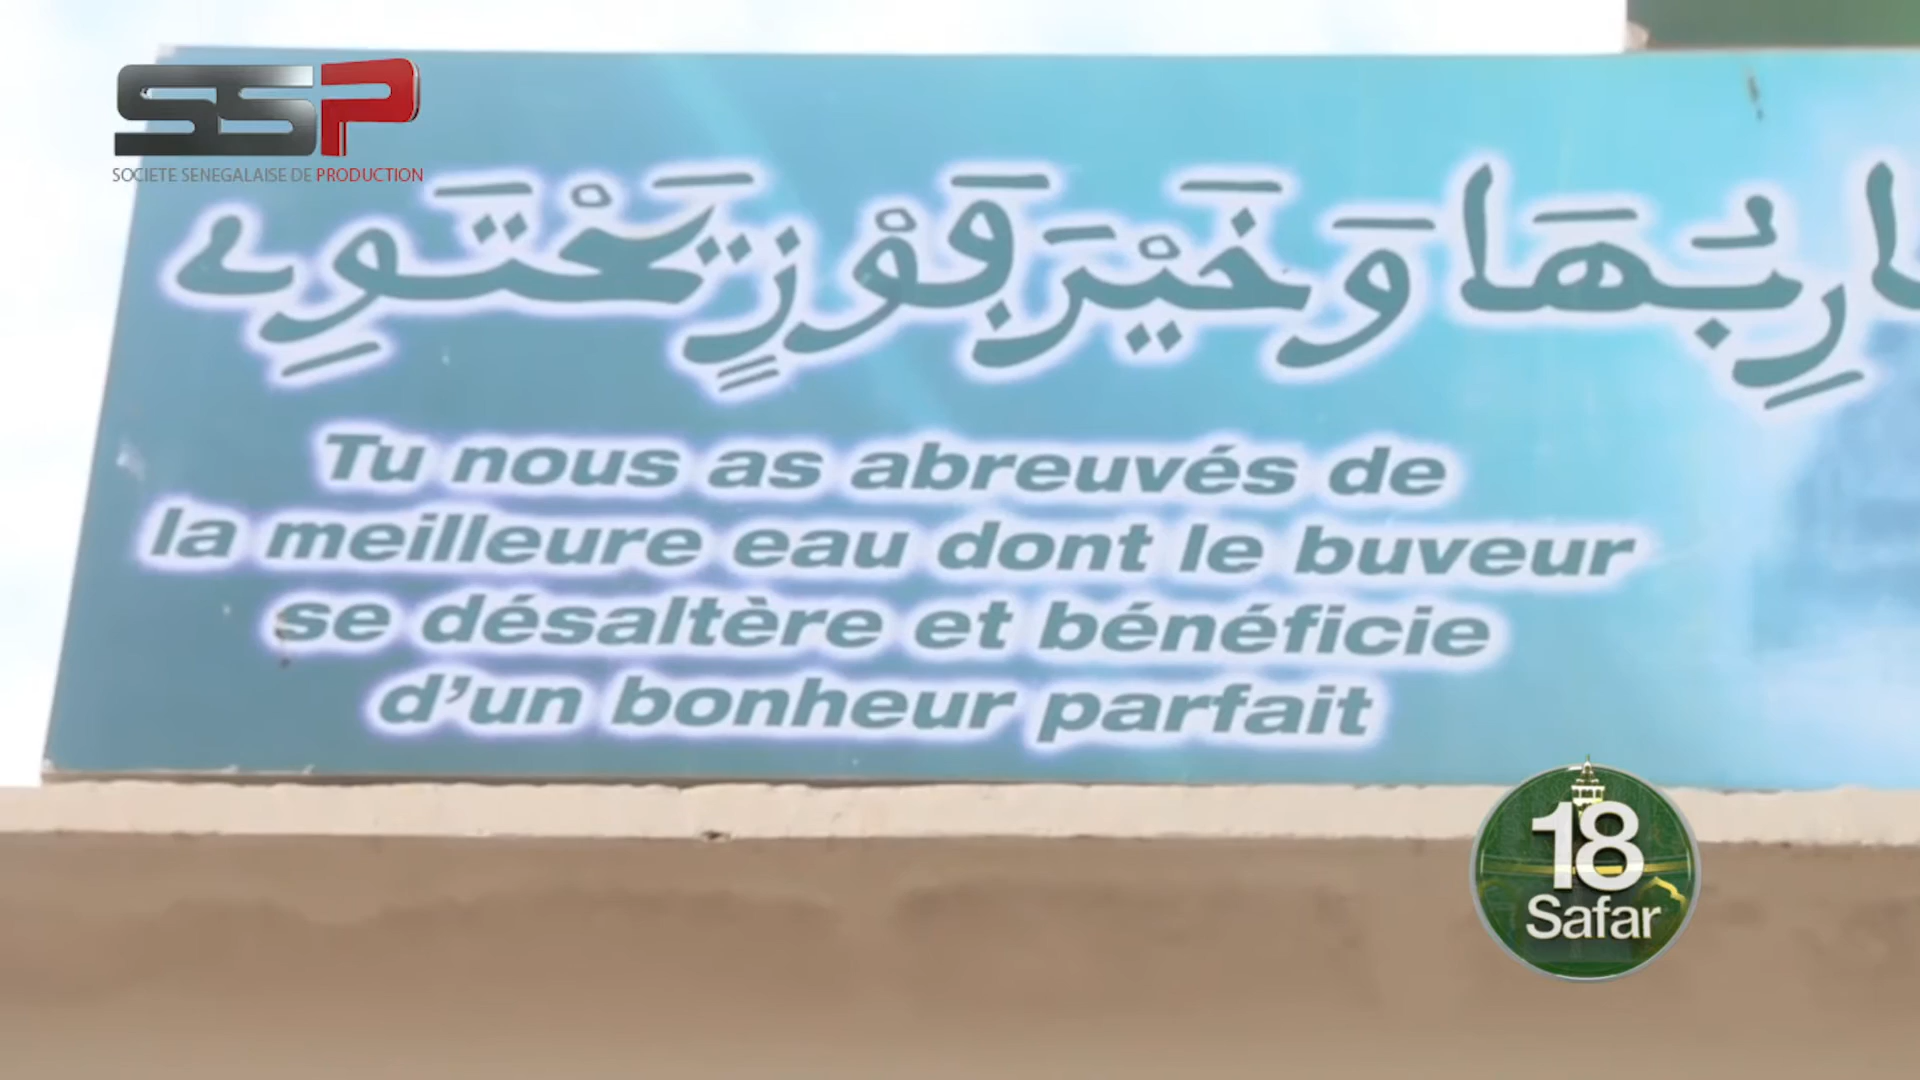 SSP
SOCIETE SENEGALAISE DE PRODUCTION
رِبُهَا وَخَيْرَ فَوْزٍ يَحْتَوِي
Tu nous as abreuvés de
la meilleure eau dont le buveur
se désaltère et bénéficie
d'un bonheur parfait
18
Safar